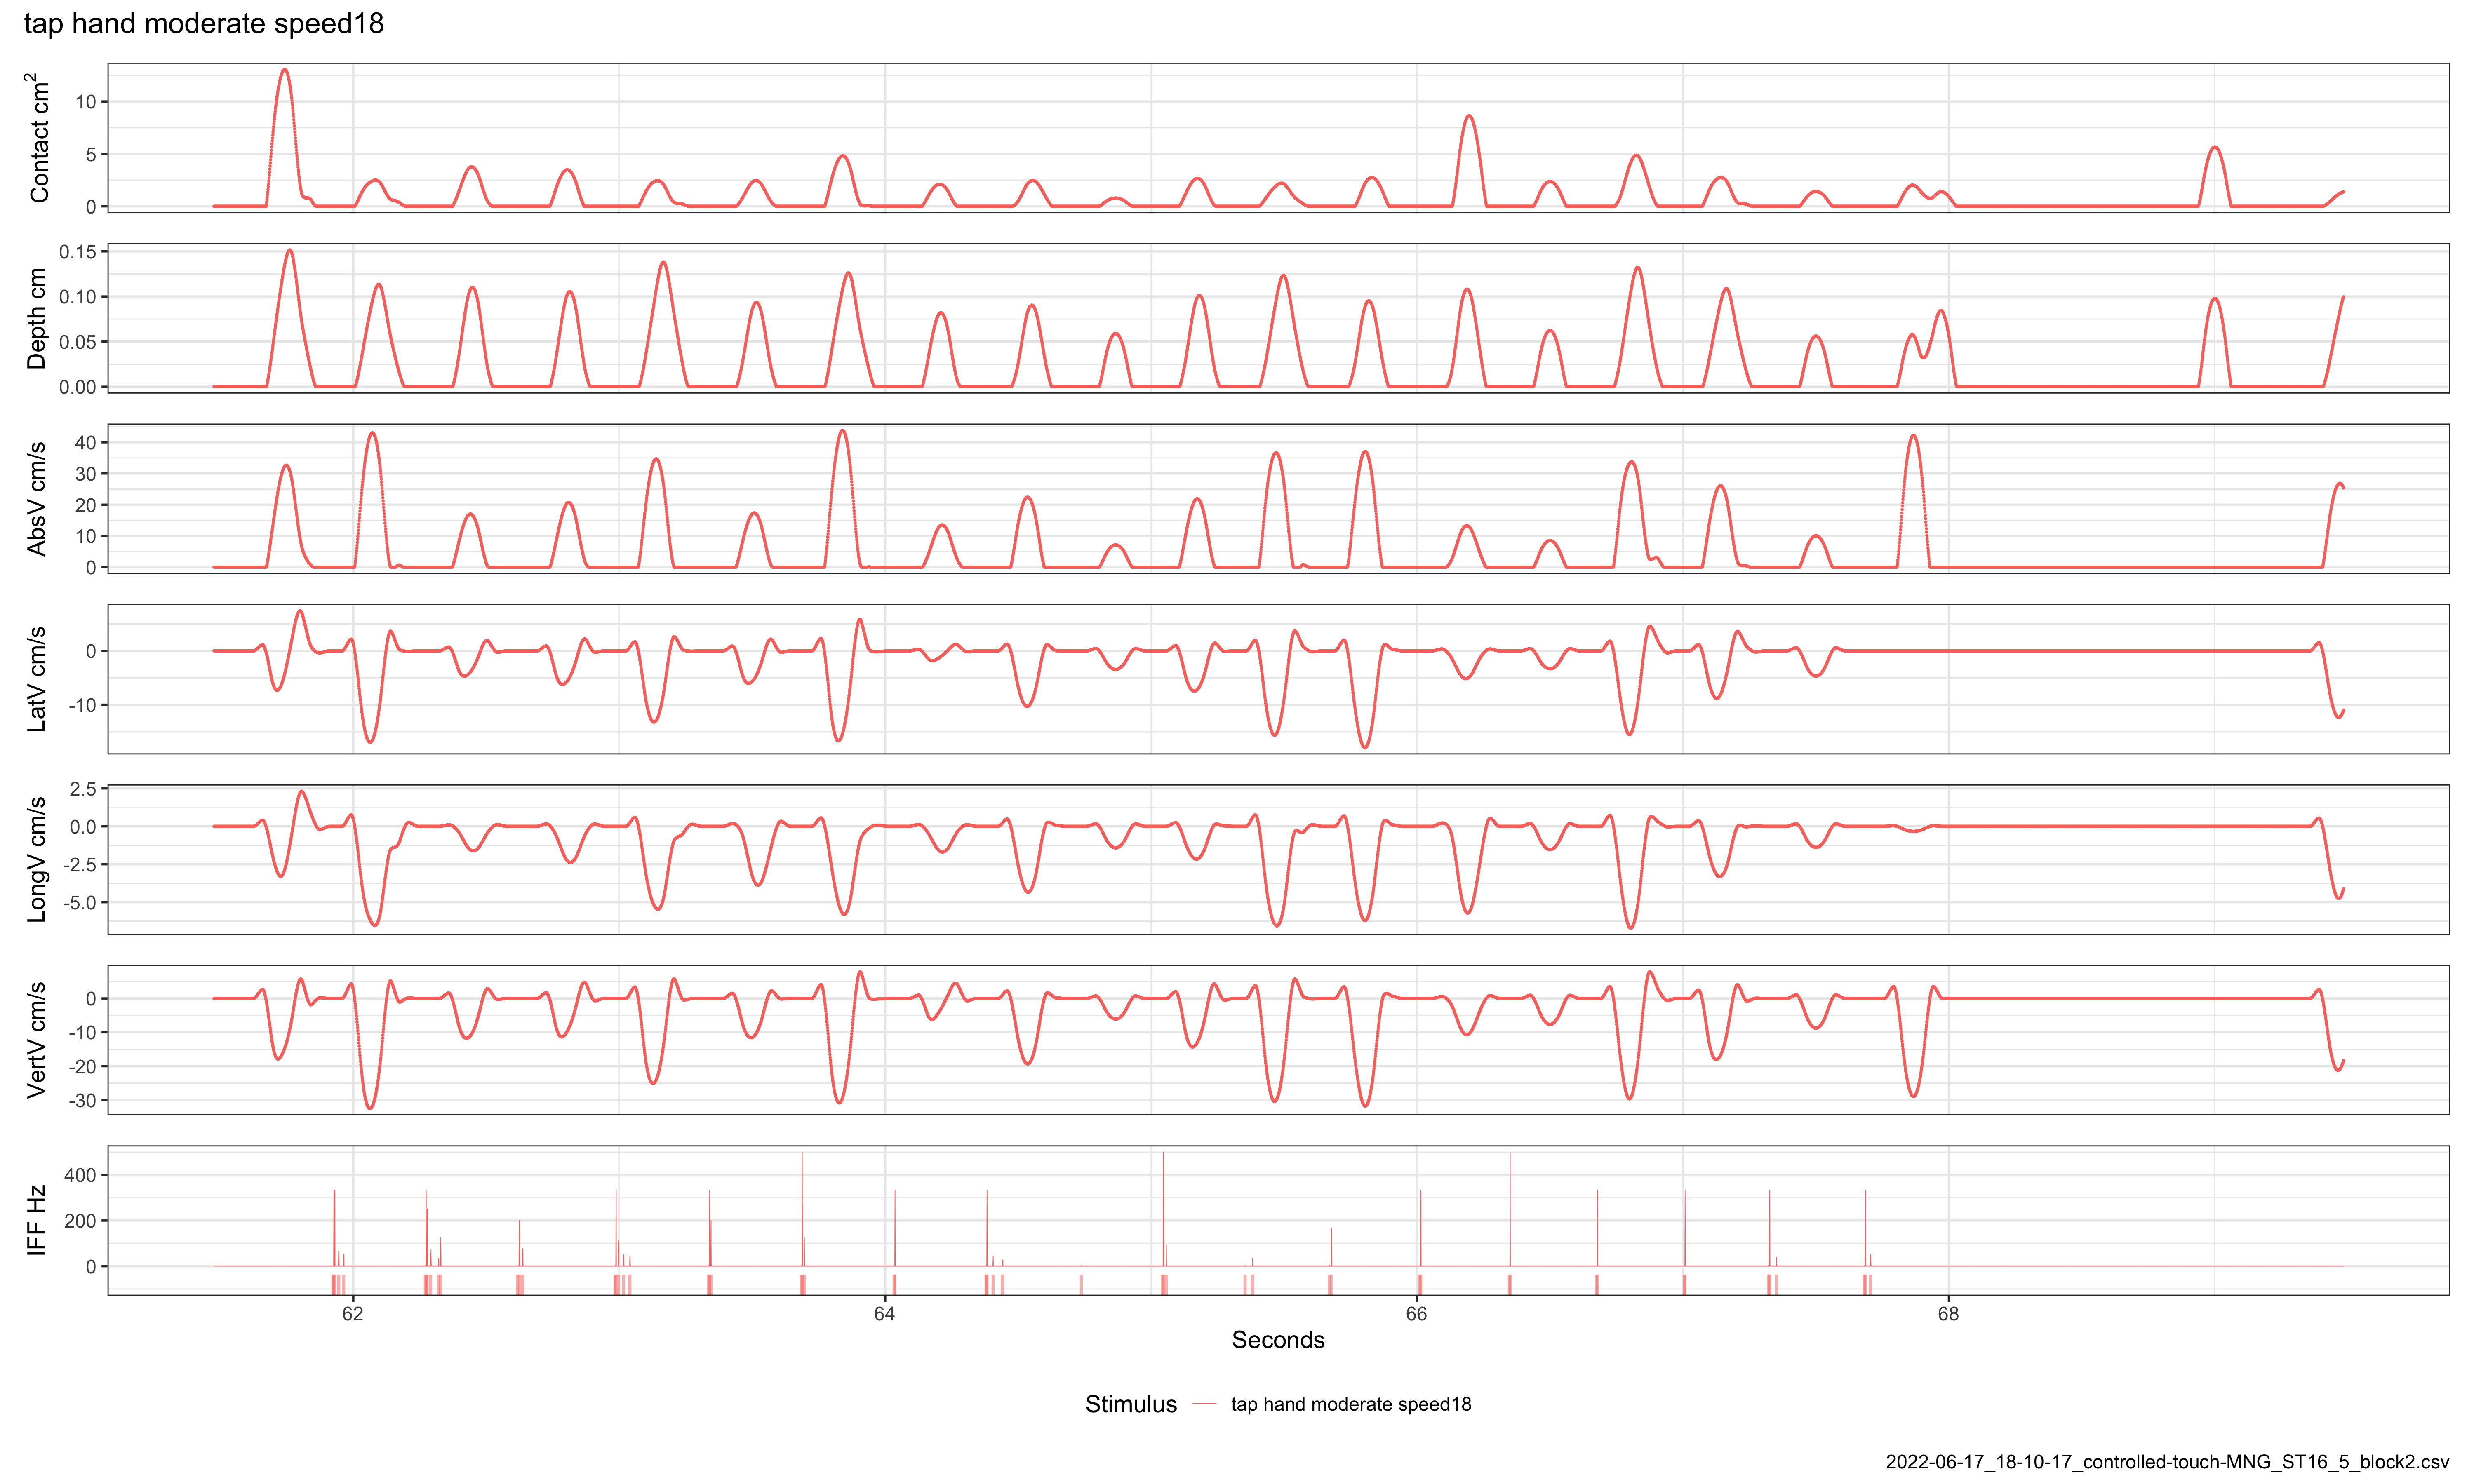 tap hand moderate speed18
Contact cm²
10
5
0
Depth cm
0.15
0.10
0.05
0.00
AbsV cm/s
40
30
20
10
0
LatV cm/s
0
-10
LongV cm/s
2.5
0.0
-2.5
-5.0
VertV cm/s
0
-10
-20
-30
IFF Hz
400
200
0
62 64 66 68
Seconds
Stimulus tap hand moderate speed18
2022-06-17_18-10-17_controlled-touch-MNG_ST16_5_block2.csv